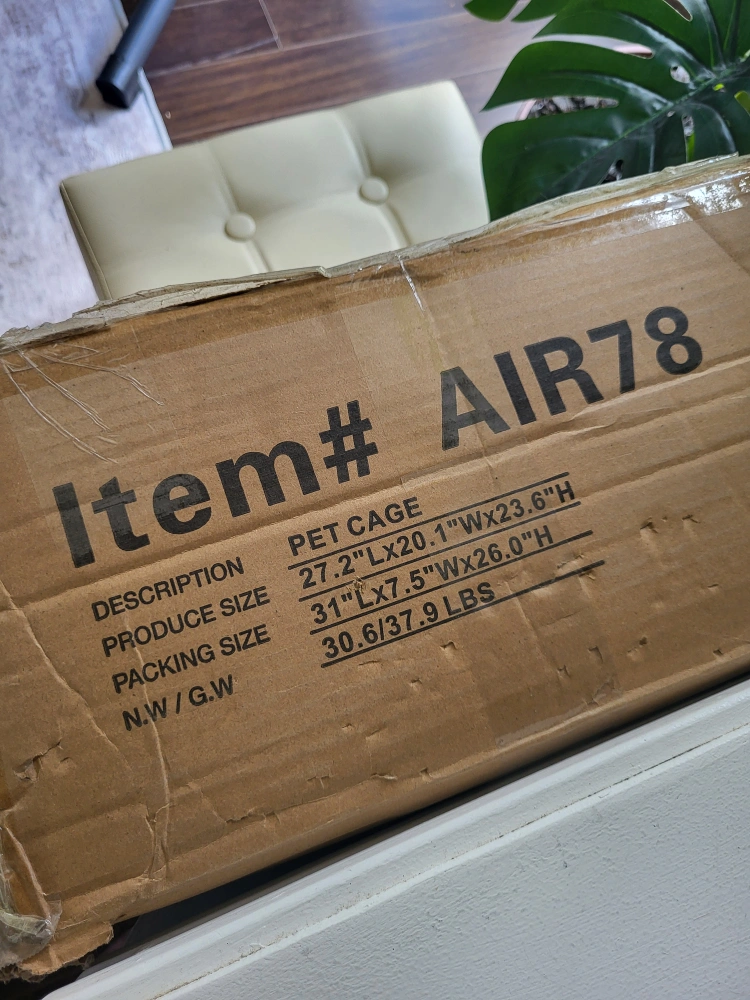 Item# AIR78
DESCRIPTION PET CAGE
PRODUCE SIZE 27.2"Lx20.1"Wx23.6"H
PACKING SIZE 31"Lx7.5"Wx26.0"H
N.W / G.W 30.6/37.9 LBS